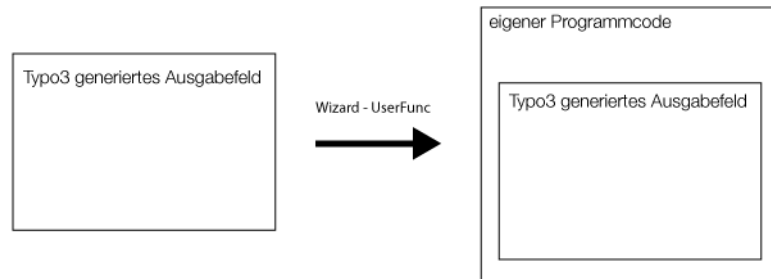 Typo3 generiertes Ausgabefeld
Wizard - UserFunc
eigener Programmcode
Typo3 generiertes Ausgabefeld